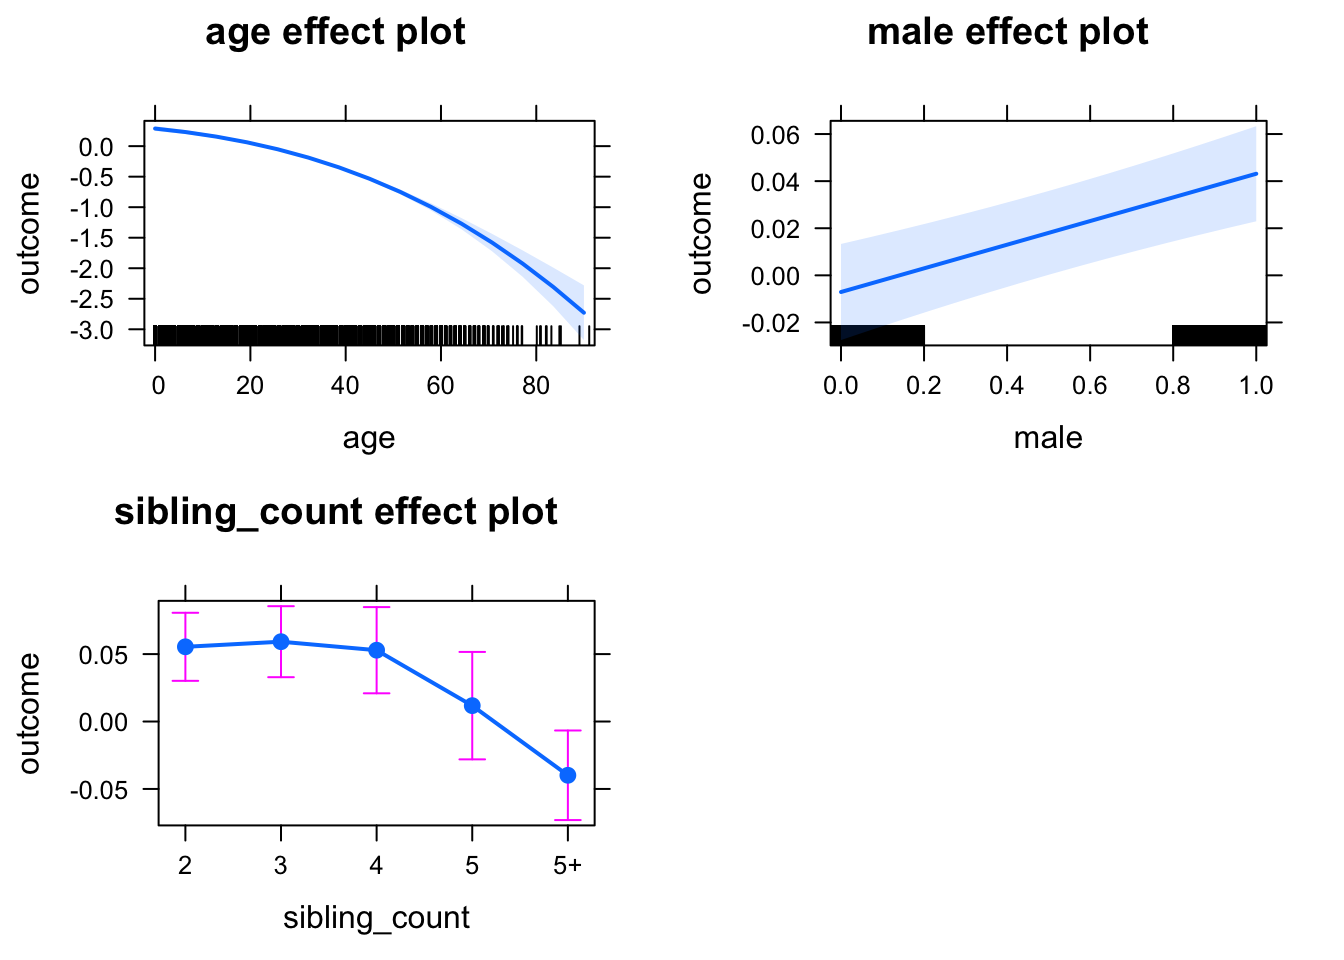 age effect plot
outcome
0.0
-0.5
-1.0
-1.5
-2.0
-2.5
-3.0
0 20 40 60 80
age
male effect plot
outcome
0.06
0.04
0.02
0.00
-0.02
0.0 0.2 0.4 0.6 0.8 1.0
male
sibling_count effect plot
outcome
0.05
0.00
-0.05
2 3 4 5 5+
sibling_count